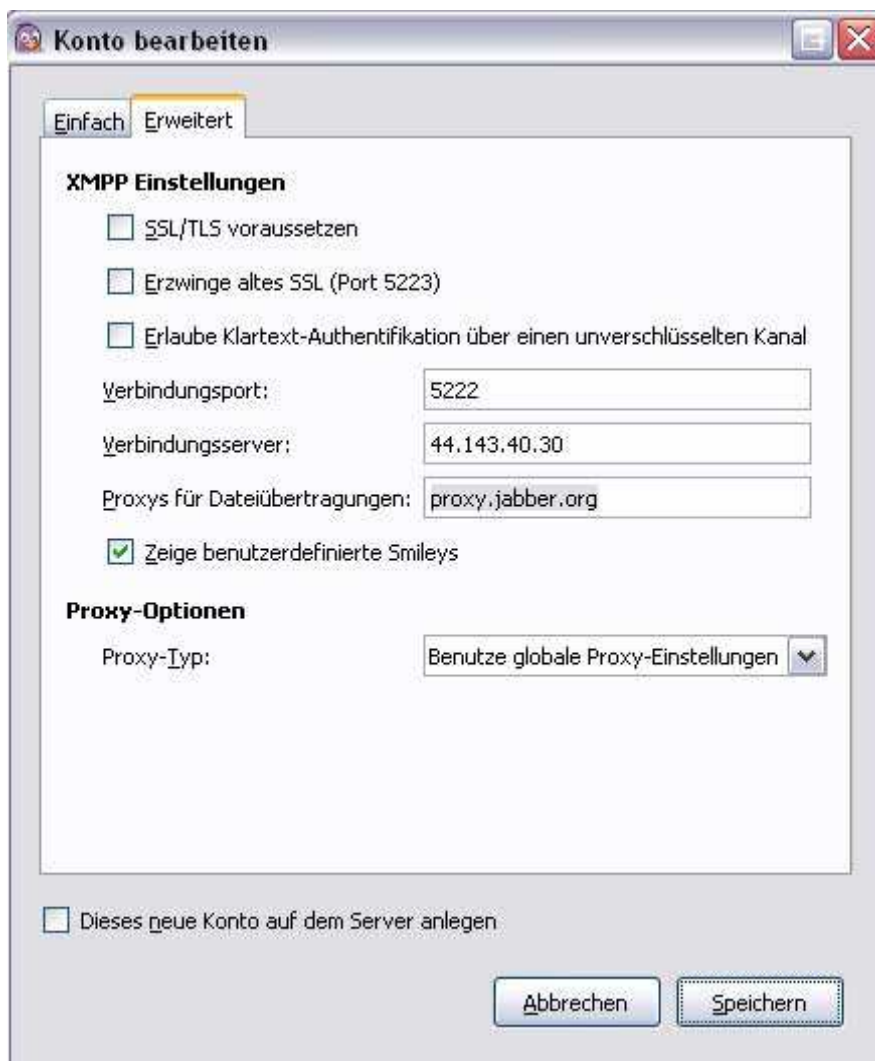 Konto bearbeiten
Einfach Erweitert
XMPP Einstellungen
SSL/TLS voraussetzen
Erzwinge altes SSL (Port 5223)
Erlaube Klartext-Authentifikation über einen unverschlüsselten Kanal
Verbindungsport: 5222
Verbindungsserver: 44.143.40.30
Proxys für Dateiübertragungen: proxy.jabber.org
Zeige benutzerdefinierte Smileys
Proxy-Optionen
Proxy-Typ: Benutze globale Proxy-Einstellungen
Dieses neue Konto auf dem Server anlegen
Abbrechen Speichern